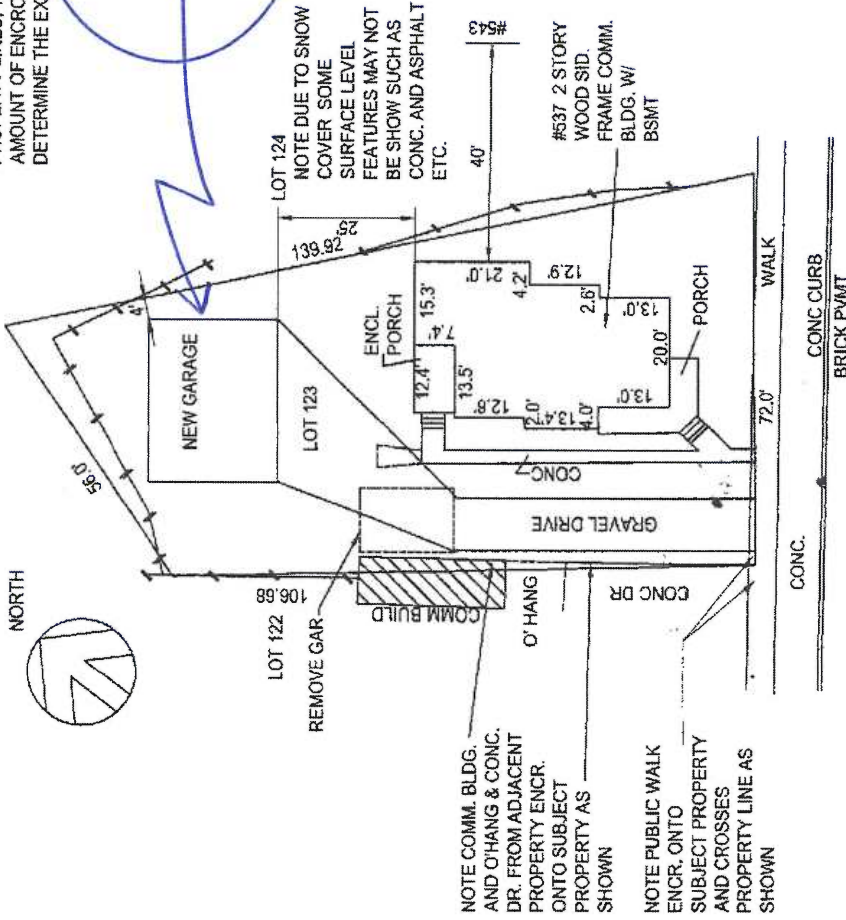 AMOUNT OF ENCRO
DETERMINE THE EX
NORTH
LOT 124
NOTE DUE TO SNOW
COVER SOME
SURFACE LEVEL
FEATURES MAY NOT
BE SHOW SUCH AS
CONC. AND ASPHALT
ETC.
#543
40'
#537 2 STORY
WOOD SID.
FRAME COMM.
BLDG. W/
BSMT
4'
NEW GARAGE
56.0'
139.92
25'
LOT 123
LOT 122
106.68
REMOVE GAR
COMM BUILD
ENCL.
PORCH
15.3'
7.4'
12.4'
13.5'
21.0'
4.2'
12.9'
2.6'
13.0'
20.0'
PORCH
12.6'
2.0'
13.4'
4.0'
13.0'
CONC
GRAVEL DRIVE
O' HANG
CONC DR
72.0'
WALK
CONC.
CONC CURB
BRICK PVMT
NOTE COMM. BLDG.
AND O'HANG & CONC.
DR. FROM ADJACENT
PROPERTY ENCR.
ONTO SUBJECT
PROPERTY AS
SHOWN
NOTE PUBLIC WALK
ENCR. ONTO
SUBJECT PROPERTY
AND CROSSES
PROPERTY LINE AS
SHOWN